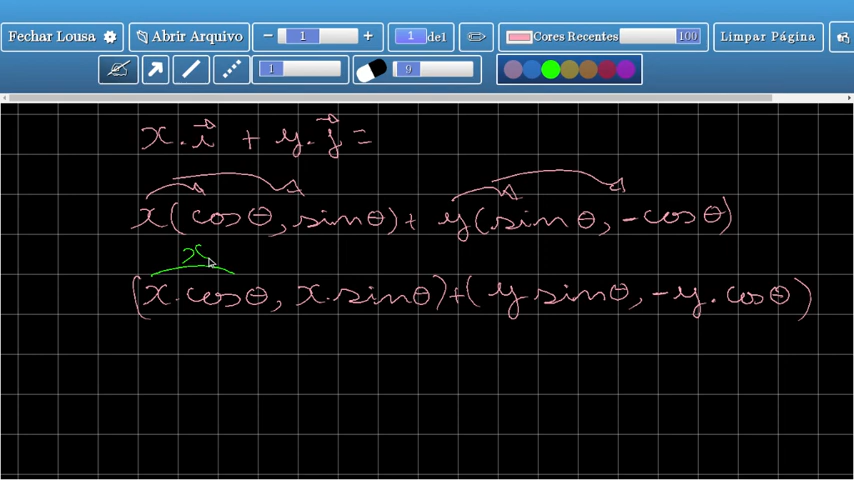 Fechar Lousa Abrir Arquivo − 1 + 1 de1 Cores Recentes 100 Limpar Página
1 9
x.i⃗ + y.j⃗ =
x(cosθ, sinθ) + y(sinθ, -cosθ)
x
(x.cosθ, x.sinθ) + (y.sinθ, -y.cosθ)